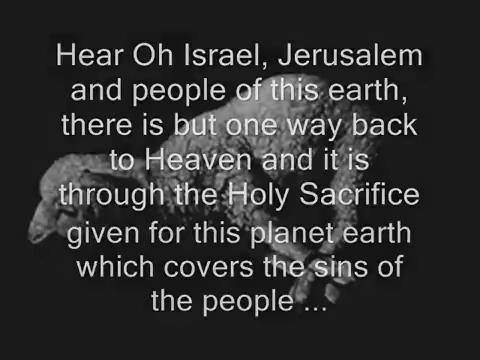 Hear Oh Israel, Jerusalem
and people of this earth,
there is but one way back
to Heaven and it is
through the Holy Sacrifice
given for this planet earth
which covers the sins of
the people ...